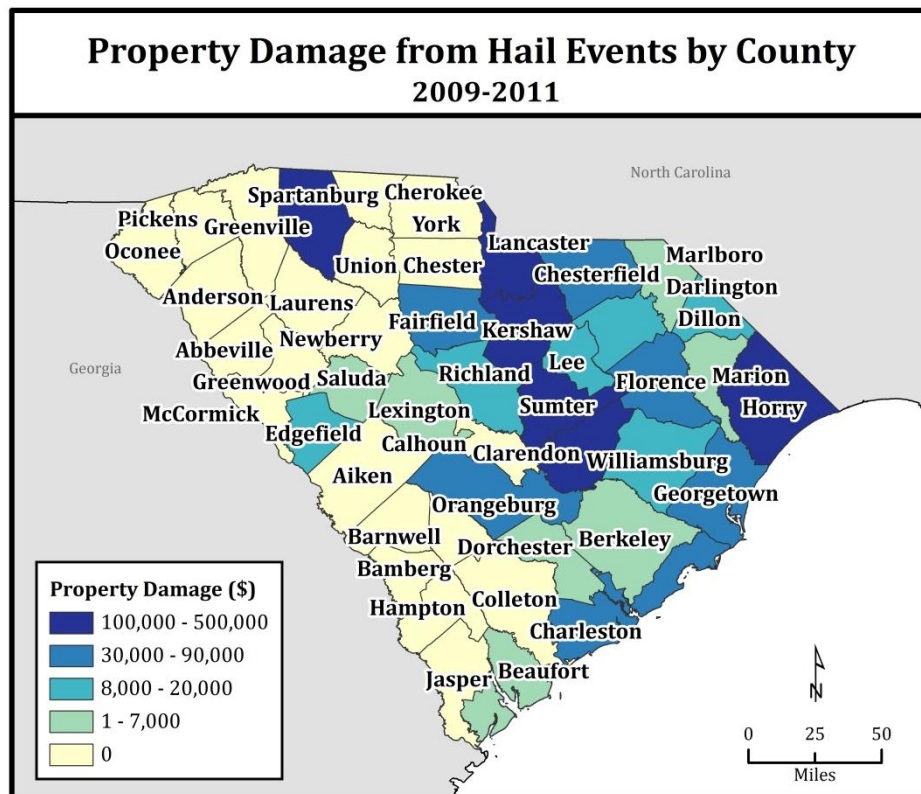 Property Damage from Hail Events by County
2009-2011
North Carolina
Spartanburg
Cherokee
Pickens
Greenville
York
Oconee
Lancaster
Union
Chester
Chesterfield
Marlboro
Darlington
Anderson
Laurens
Dillon
Fairfield
Kershaw
Newberry
Abbeville
Lee
Georgia
Greenwood
Saluda
Richland
Florence
Marion
McCormick
Lexington
Sumter
Horry
Edgefield
Calhoun
Clarendon
Williamsburg
Aiken
Georgetown
Orangeburg
Barnwell
Dorchester
Berkeley
Bamberg
Hampton
Colleton
Charleston
Jasper
Beaufort
Property Damage ($)
100,000 - 500,000
30,000 - 90,000
8,000 - 20,000
1 - 7,000
0
N
0 25 50
Miles